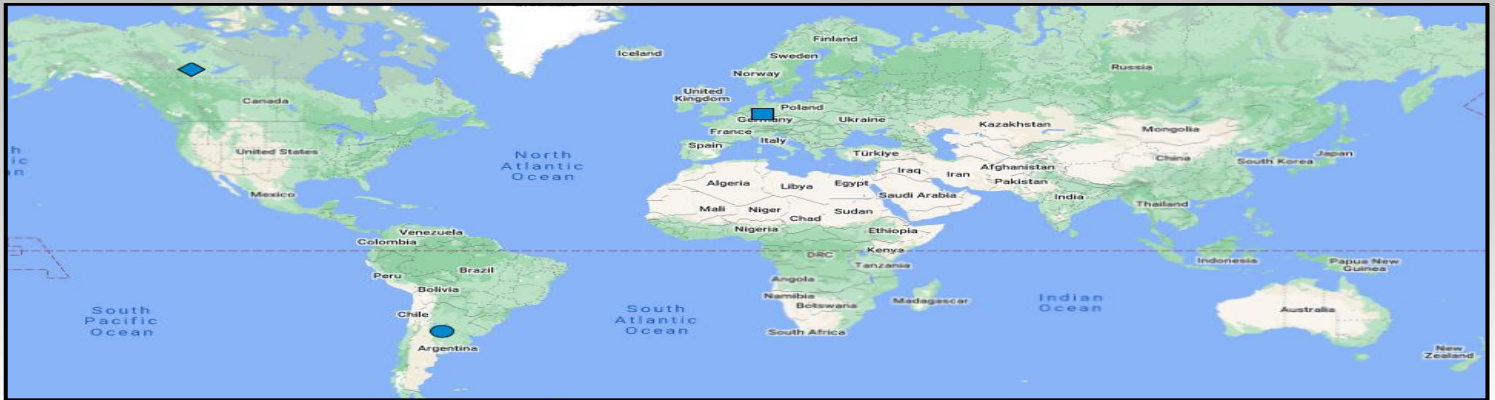 Finland
Iceland
Sweden
Russia
Norway
United
Kingdom
Canada
Poland
Germany
Ukraine
Kazakhstan
France
Mongolia
Italy
Spain
United States
Türkiye
Japan
North
Atlantic
Ocean
China
South Korea
Iraq
Afghanistan
Iran
Algeria
Libya
Egypt
Pakistan
Mexico
Saudi Arabia
India
Mali
Niger
Chad
Sudan
Thailand
Nigeria
Ethiopia
Venezuela
Colombia
Kenya
DRC
Tanzania
Indonesia
Papua New
Guinea
Peru
Brazil
Angola
Bolivia
Namibia
Botswana
Madagascar
Indian
Ocean
South
Pacific
Ocean
Chile
South
Atlantic
Ocean
Australia
South Africa
Argentina
New
Zealand